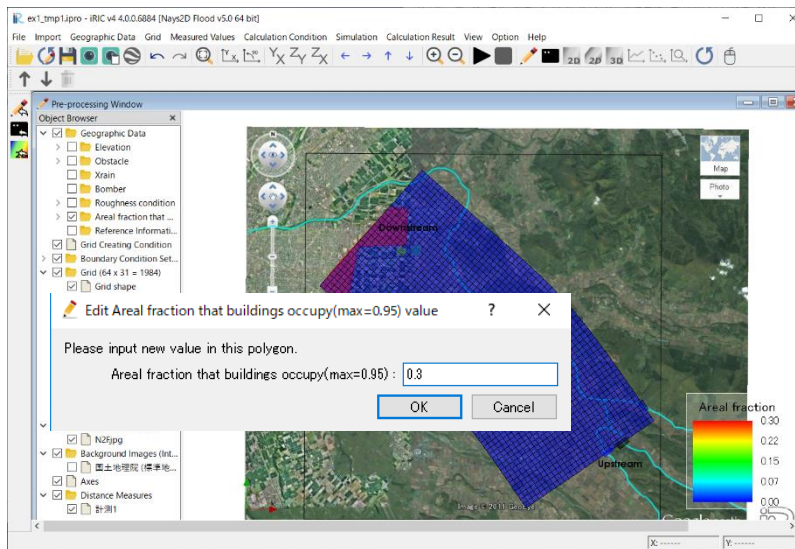 ex1_tmp1.ipro - iRIC v4 4.0.0.6884 [Nays2D Flood v5.0 64 bit]
File Import Geographic Data Grid Measured Values Calculation Condition Simulation Calculation Result View Option Help
Pre-processing Window
Object Browser
Geographic Data
Elevation
Obstacle
Xrain
Bomber
Roughness condition
Areal fraction that ...
Reference Informati...
Grid Creating Condition
Boundary Condition Set...
Grid (64 x 31 = 1984)
Grid shape
N
Map
Photo
Downstream
Edit Areal fraction that buildings occupy(max=0.95) value
?
Please input new value in this polygon.
Areal fraction that buildings occupy(max=0.95) : 0.3
OK Cancel
N2F.jpg
Background Images (Int...
国土地理院 (標準地...
Axes
Distance Measures
計測1
Upstream
Areal fraction
0.30
0.22
0.15
0.07
0.00
Image © 2011 GeoEye
X: ------ Y: ------